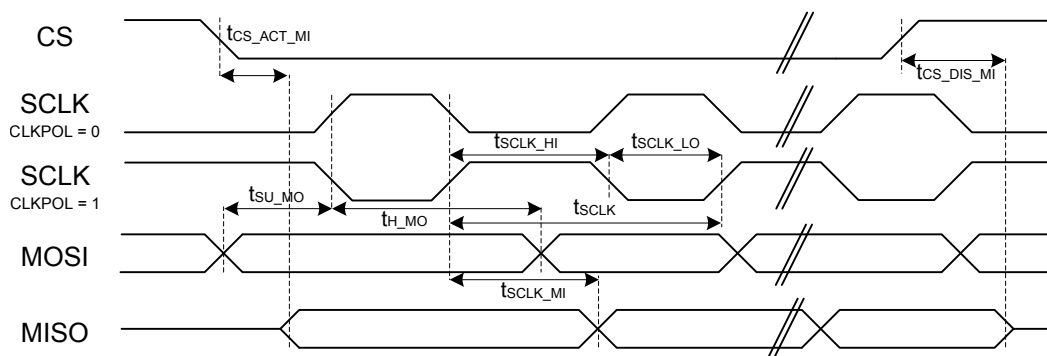 CS
tCS_ACT_MI
tCS_DIS_MI
SCLK
CLKPOL = 0
tSCLK_HI
tSCLK_LO
SCLK
CLKPOL = 1
tSU_MO
tH_MO
tSCLK
MOSI
tSCLK_MI
MISO